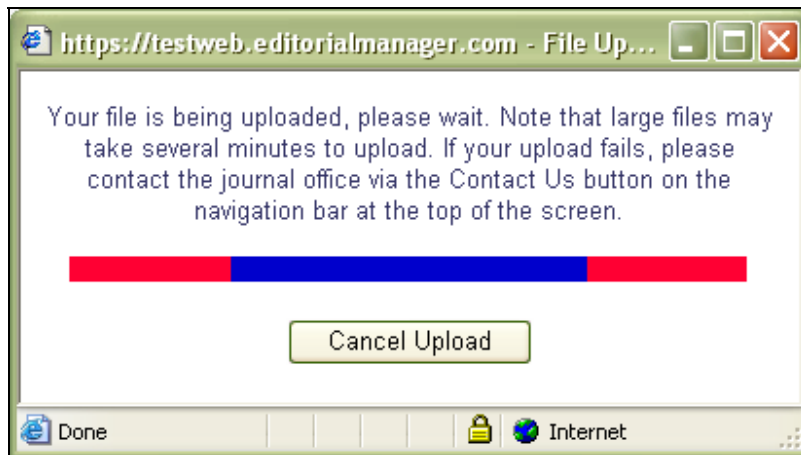 https://testweb.editorialmanager.com - File Up...
Your file is being uploaded, please wait. Note that large files may
take several minutes to upload. If your upload fails, please
contact the journal office via the Contact Us button on the
navigation bar at the top of the screen.
Cancel Upload
Done Internet